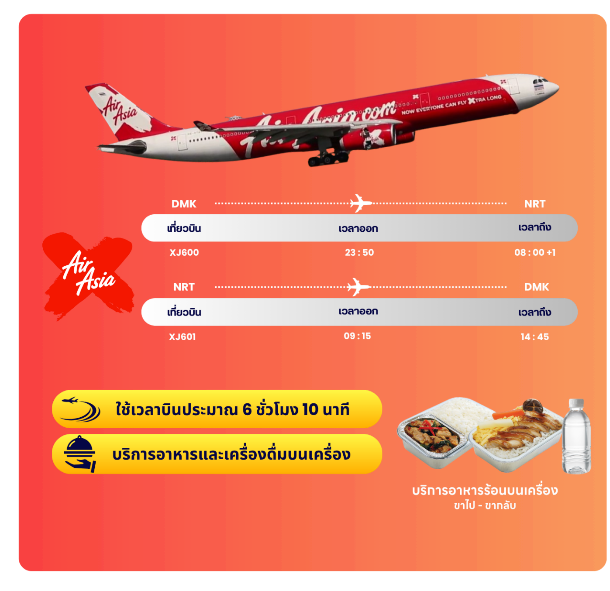 Air
Asia
AirAsia.com
NOW EVERYONE CAN FLY XTRA LONG
DMK
NRT
เที่ยวบิน
เวลาออก
เวลาถึง
XJ600
23 : 50
08 : 00 +1
Air
Asia
NRT
DMK
เที่ยวบิน
เวลาออก
เวลาถึง
XJ601
09 : 15
14 : 45
ใช้เวลาบินประมาณ 6 ชั่วโมง 10 นาที
บริการอาหารและเครื่องดื่มบนเครื่อง
บริการอาหารร้อนบนเครื่อง
ขาไป - ขากลับ